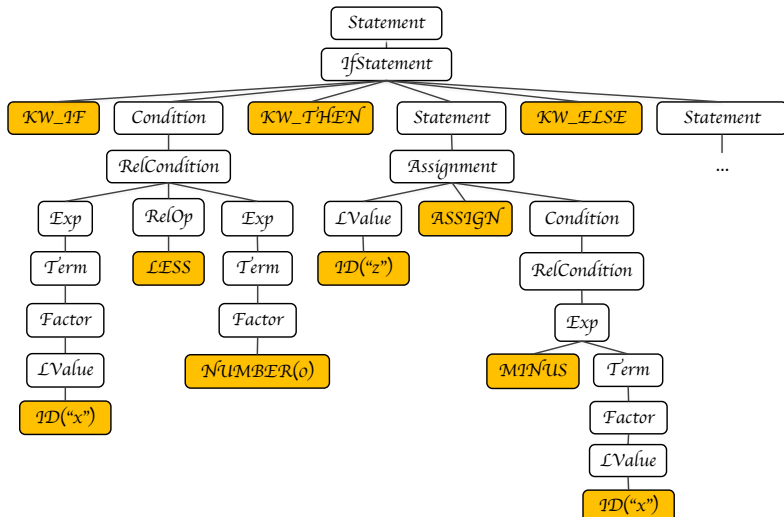 Statement
IfStatement
KW_IF Condition KW_THEN Statement KW_ELSE Statement
RelCondition Assignment ...
Exp RelOp Exp LValue ASSIGN Condition
Term LESS Term ID("z") RelCondition
Factor Factor Exp
LValue NUMBER(0) MINUS Term
ID("x") Factor
LValue
ID("x")